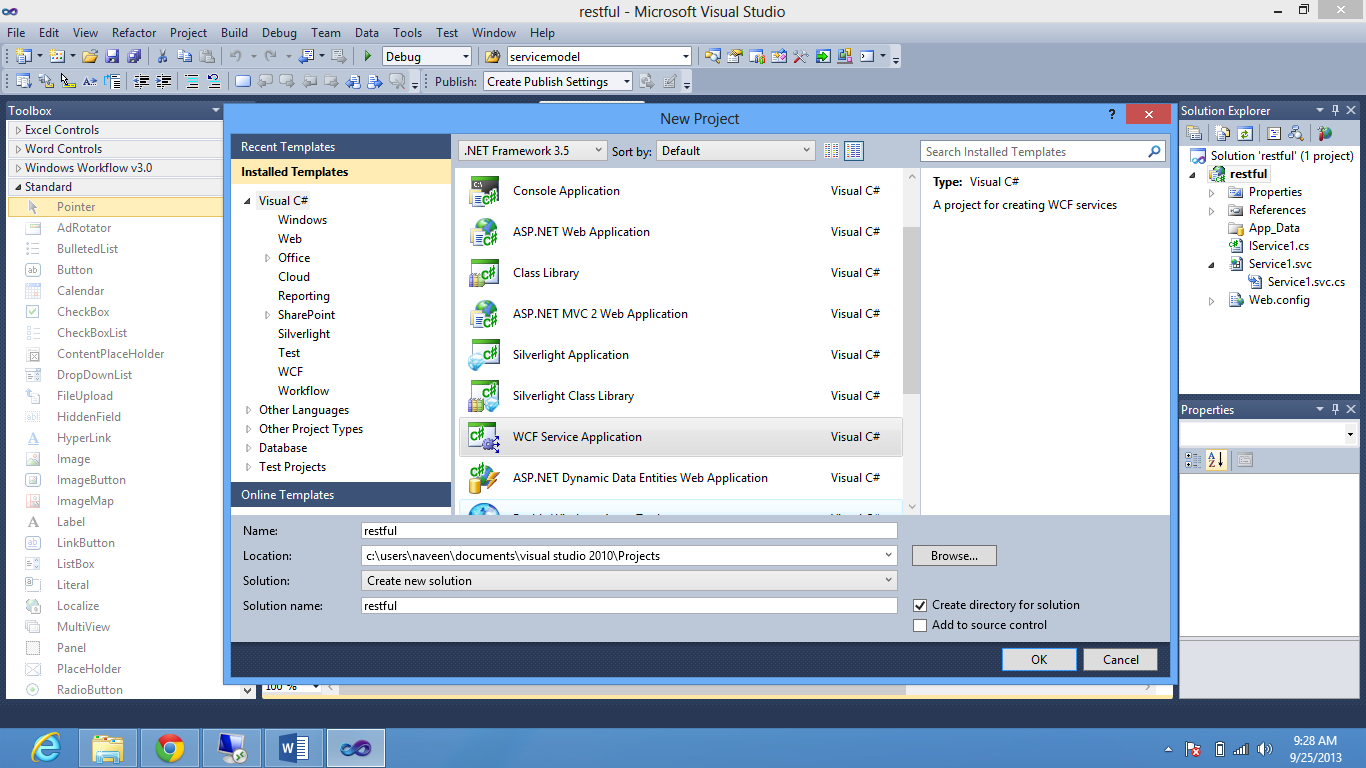 restful - Microsoft Visual Studio
File Edit View Refactor Project Build Debug Team Data Tools Test Window Help
Debug servicemodel
Publish: Create Publish Settings
Toolbox
Excel Controls
Word Controls
Windows Workflow v3.0
Standard
Pointer
AdRotator
BulletedList
Button
Calendar
CheckBox
CheckBoxList
ContentPlaceHolder
DropDownList
FileUpload
HiddenField
HyperLink
Image
ImageButton
ImageMap
Label
LinkButton
ListBox
Literal
Localize
MultiView
Panel
PlaceHolder
RadioButton
New Project
Recent Templates
Installed Templates
Visual C#
Windows
Web
Office
Cloud
Reporting
SharePoint
Silverlight
Test
WCF
Workflow
Other Languages
Other Project Types
Database
Test Projects
Online Templates
.NET Framework 3.5 Sort by: Default
Search Installed Templates
Console Application Visual C#
ASP.NET Web Application Visual C#
Class Library Visual C#
ASP.NET MVC 2 Web Application Visual C#
Silverlight Application Visual C#
Silverlight Class Library Visual C#
WCF Service Application Visual C#
ASP.NET Dynamic Data Entities Web Application Visual C#
Type: Visual C#
A project for creating WCF services
Name: restful
Location: c:\users\naveen\documents\visual studio 2010\Projects
Browse...
Solution: Create new solution
Solution name: restful
Create directory for solution
Add to source control
OK Cancel
100 %
Solution Explorer
Solution 'restful' (1 project)
restful
Properties
References
App_Data
IService1.cs
Service1.svc
Service1.svc.cs
Web.config
Properties
9:28 AM
9/25/2013